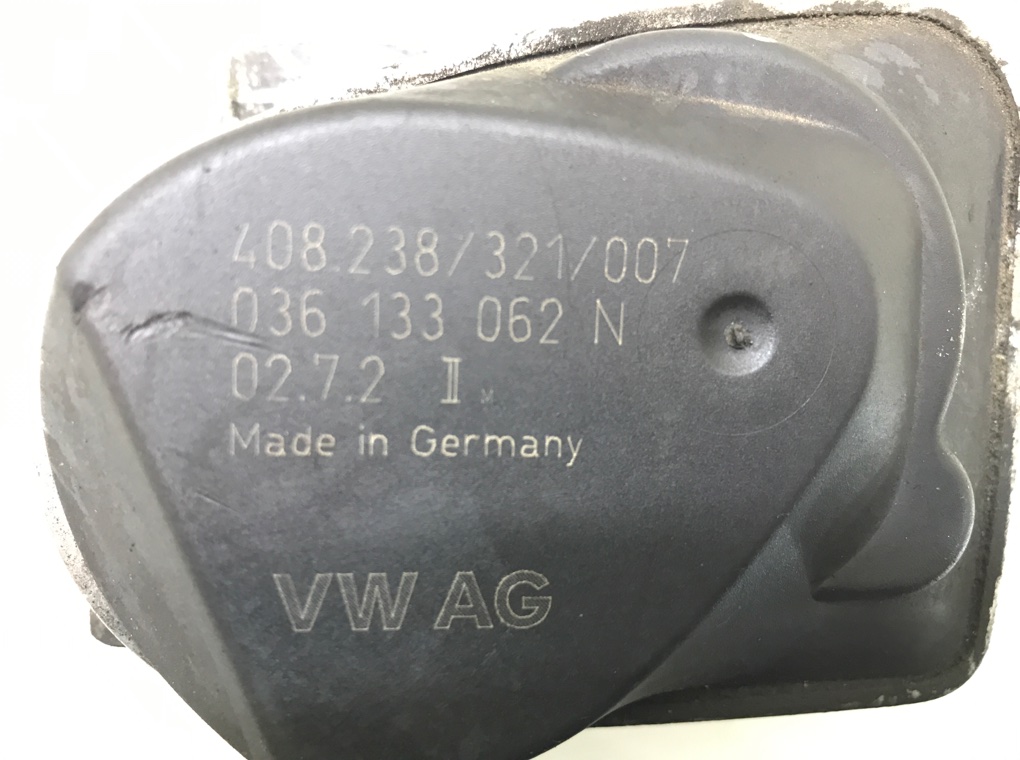 408.238/321/007
036 133 062 N
02.7.2 II M
Made in Germany
VW AG